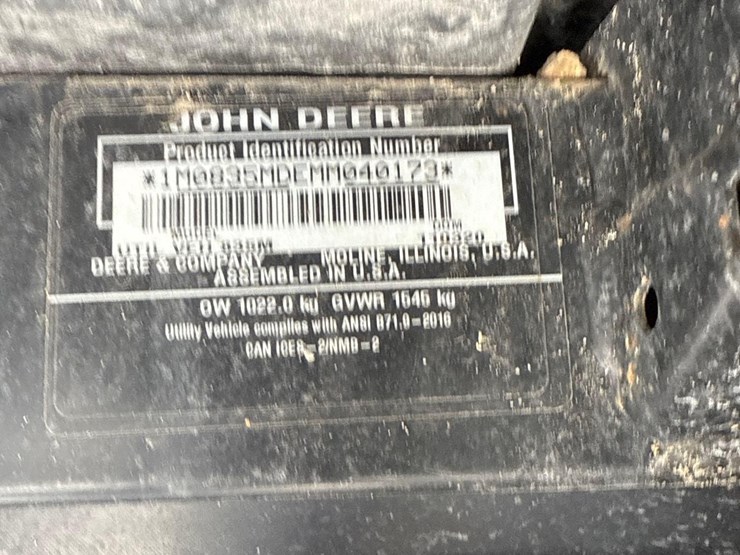 JOHN DEERE
Product Identification Number
*1M0835MDEMM040173*
DEERE & COMPANY MOLINE, ILLINOIS, U.S.A.
ASSEMBLED IN U.S.A.
GW 1022.0 kg GVWR 1545 kg
Utility Vehicle complies with ANSI B71.9-2016
CAN ICES-2/NMB-2